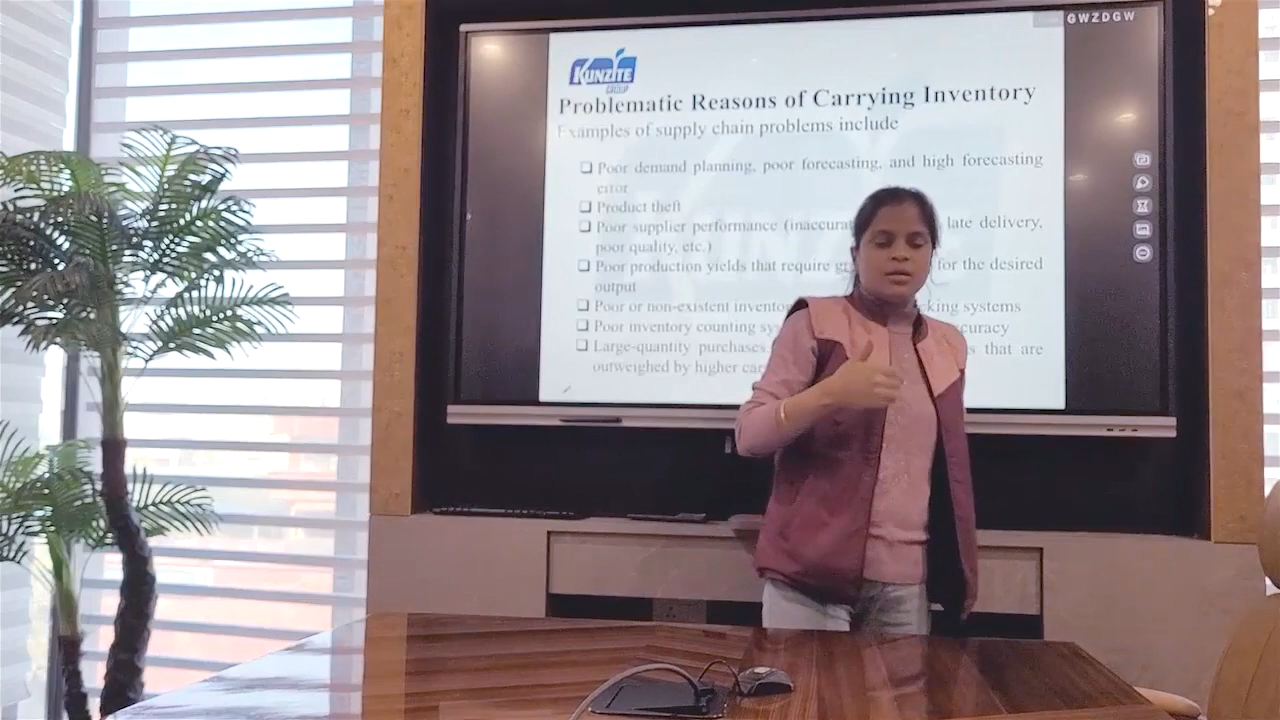 GWZDGW
KUNZITE
GROUP
Problematic Reasons of Carrying Inventory
Examples of supply chain problems include
❑ Poor demand planning, poor forecasting, and high forecasting
error
❑ Product theft
❑ Poor supplier performance late delivery,
poor quality, etc.)
❑ Poor production yields that require for the desired
output
❑ Poor or non-existent systems
❑ Poor inventory counting
❑ Large-quantity purchases that are
outweighed by higher